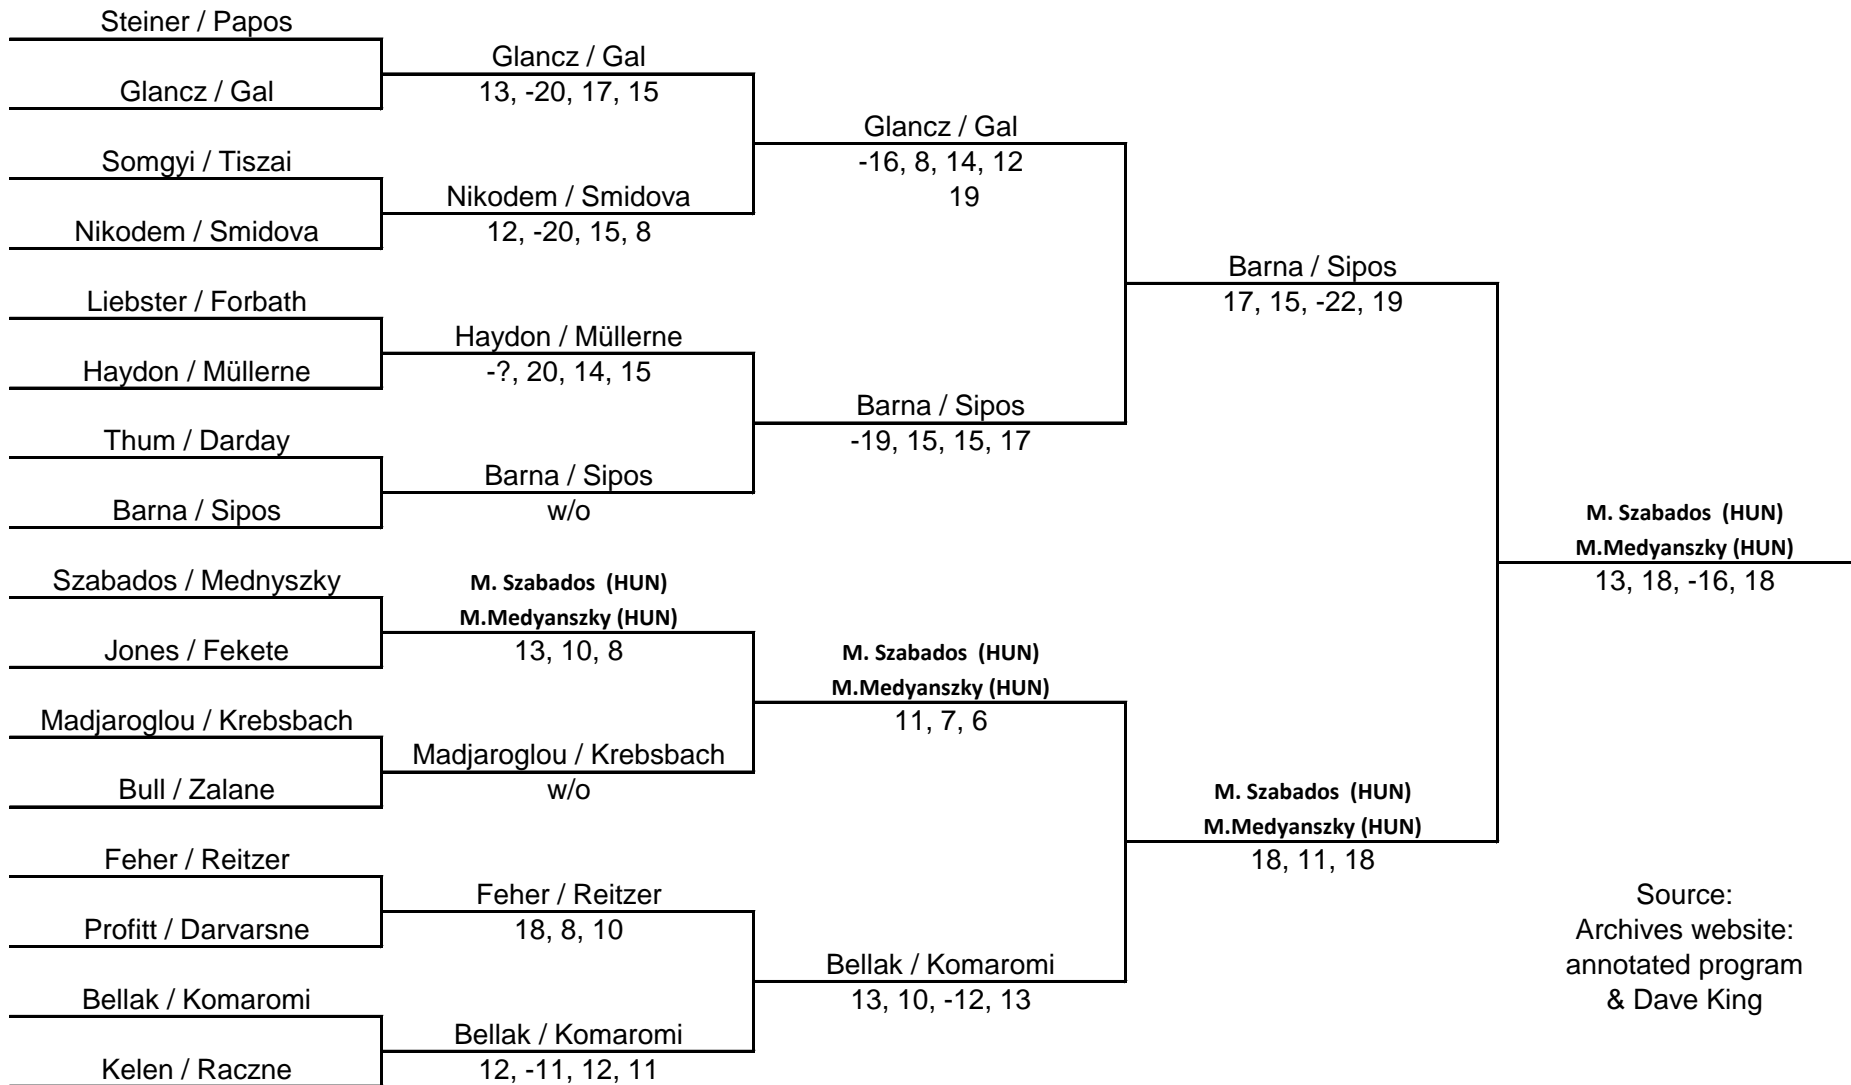 Steiner / Papos
Glancz / Gal
Somgyi / Tiszai
Nikodem / Smidova
Liebster / Forbath
Haydon / Müllerne
Thum / Darday
Barna / Sipos
Szabados / Mednyszky
Jones / Fekete
Madjaroglou / Krebsbach
Bull / Zalane
Feher / Reitzer
Profitt / Darvarsne
Bellak / Komaromi
Kelen / Raczne
Glancz / Gal
13, -20, 17, 15
Nikodem / Smidova
12, -20, 15, 8
Haydon / Müllerne
-?, 20, 14, 15
Barna / Sipos
w/o
M. Szabados (HUN)
M.Medyanszky (HUN)
13, 10, 8
Madjaroglou / Krebsbach
w/o
Feher / Reitzer
18, 8, 10
Bellak / Komaromi
12, -11, 12, 11
Glancz / Gal
-16, 8, 14, 12
19
Barna / Sipos
-19, 15, 15, 17
M. Szabados (HUN)
M.Medyanszky (HUN)
11, 7, 6
Bellak / Komaromi
13, 10, -12, 13
Barna / Sipos
17, 15, -22, 19
M. Szabados (HUN)
M.Medyanszky (HUN)
18, 11, 18
M. Szabados (HUN)
M.Medyanszky (HUN)
13, 18, -16, 18
Source:
Archives website:
annotated program
& Dave King